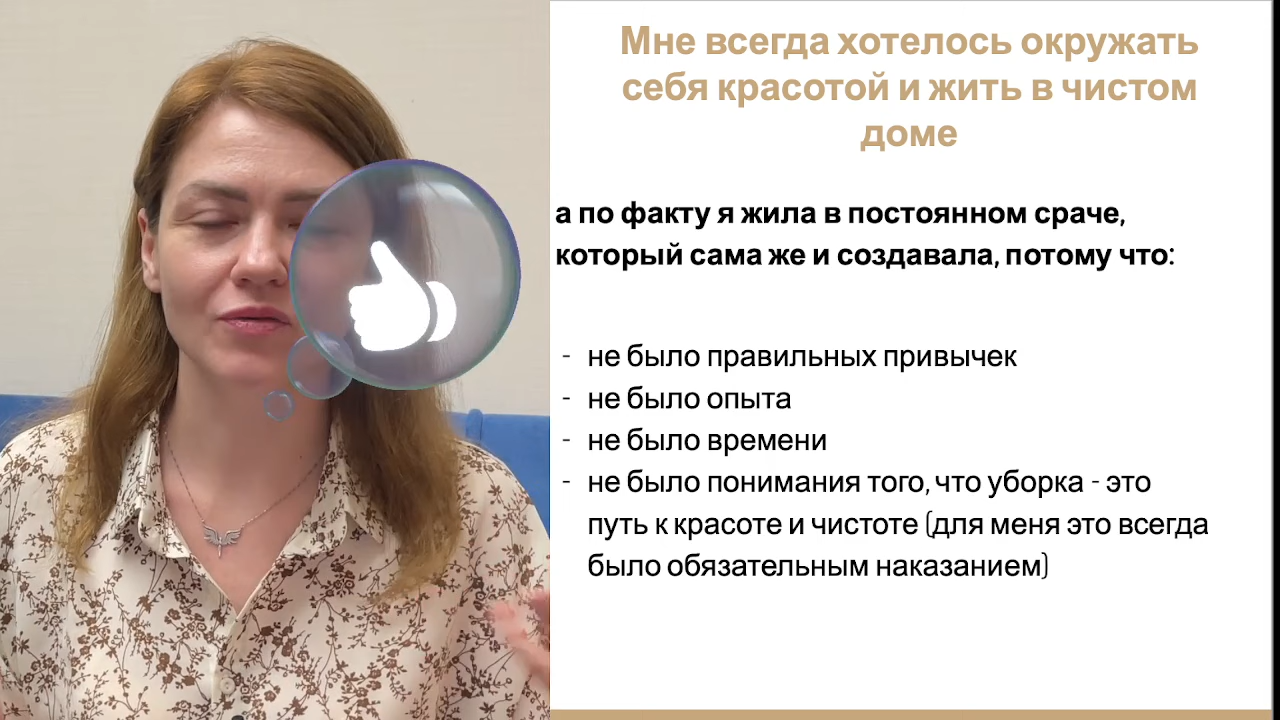 Мне всегда хотелось окружать
себя красотой и жить в чистом
доме
а по факту я жила в постоянном сраче,
который сама же и создавала, потому что:
- не было правильных привычек
- не было опыта
- не было времени
- не было понимания того, что уборка - это
путь к красоте и чистоте (для меня это всегда
было обязательным наказанием)